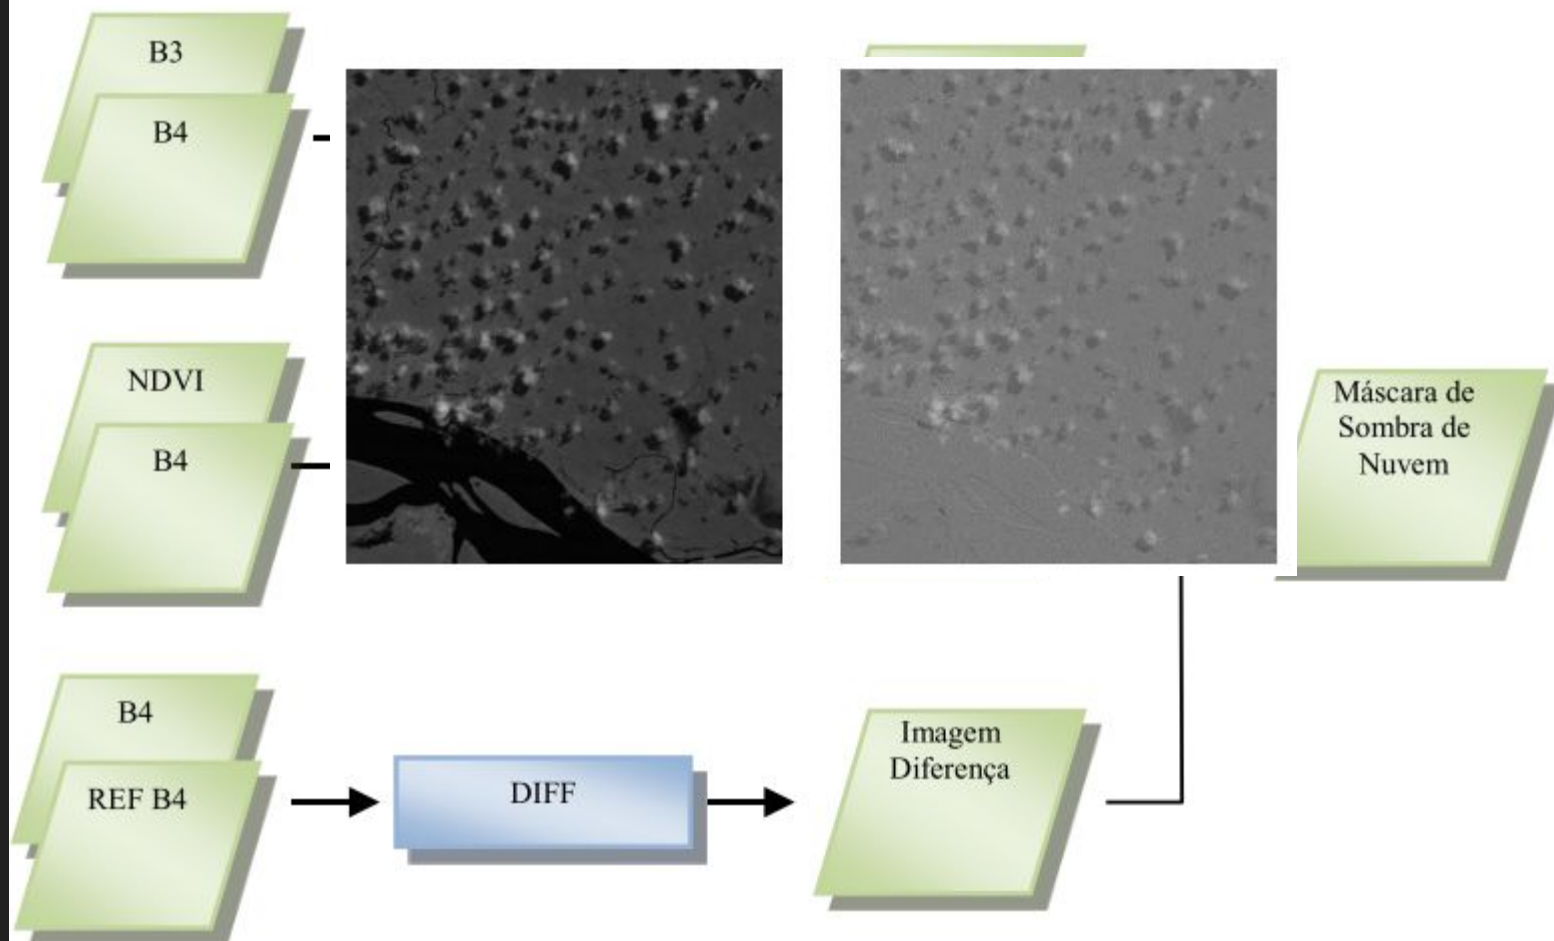 B3
B4
NDVI
B4
Máscara de
Sombra de
Nuvem
B4
REF B4
DIFF
Imagem
Diferença